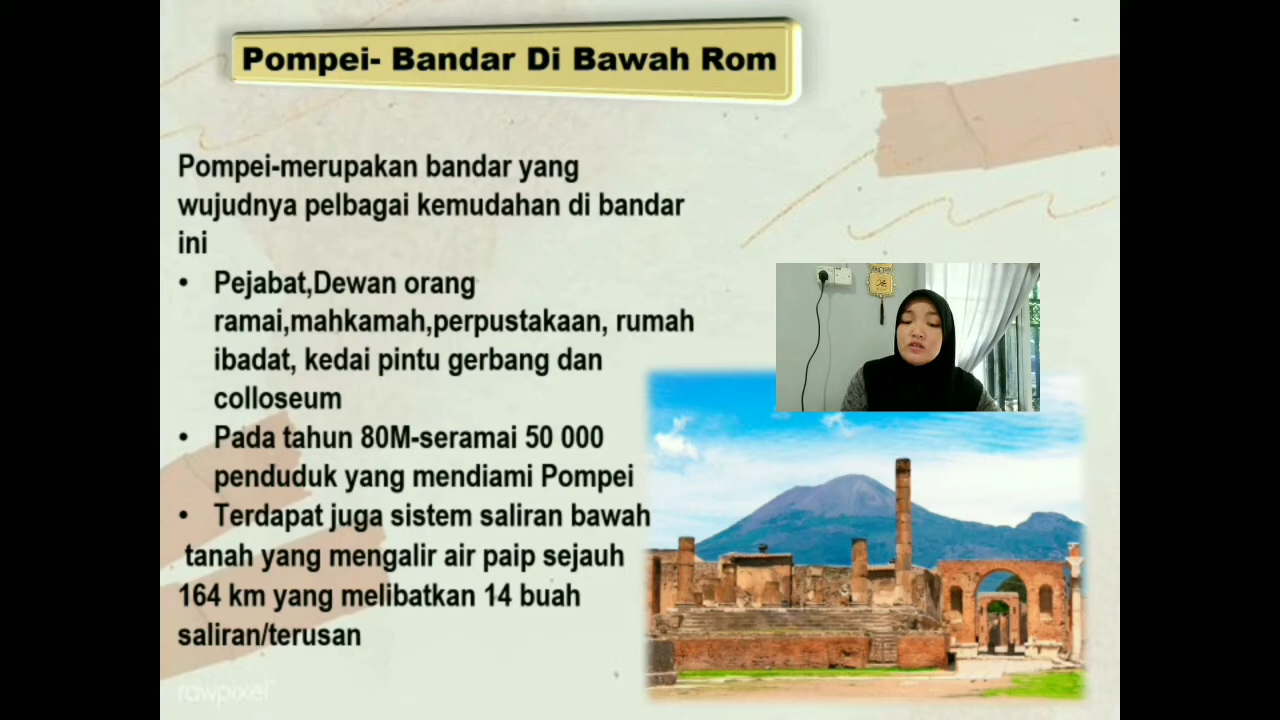 Pompei- Bandar Di Bawah Rom
Pompei-merupakan bandar yang
wujudnya pelbagai kemudahan di bandar
ini
• Pejabat,Dewan orang
ramai,mahkamah,perpustakaan, rumah
ibadat, kedai pintu gerbang dan
colloseum
• Pada tahun 80M-seramai 50 000
penduduk yang mendiami Pompei
• Terdapat juga sistem saliran bawah
tanah yang mengalir air paip sejauh
164 km yang melibatkan 14 buah
saliran/terusan
rawpixel